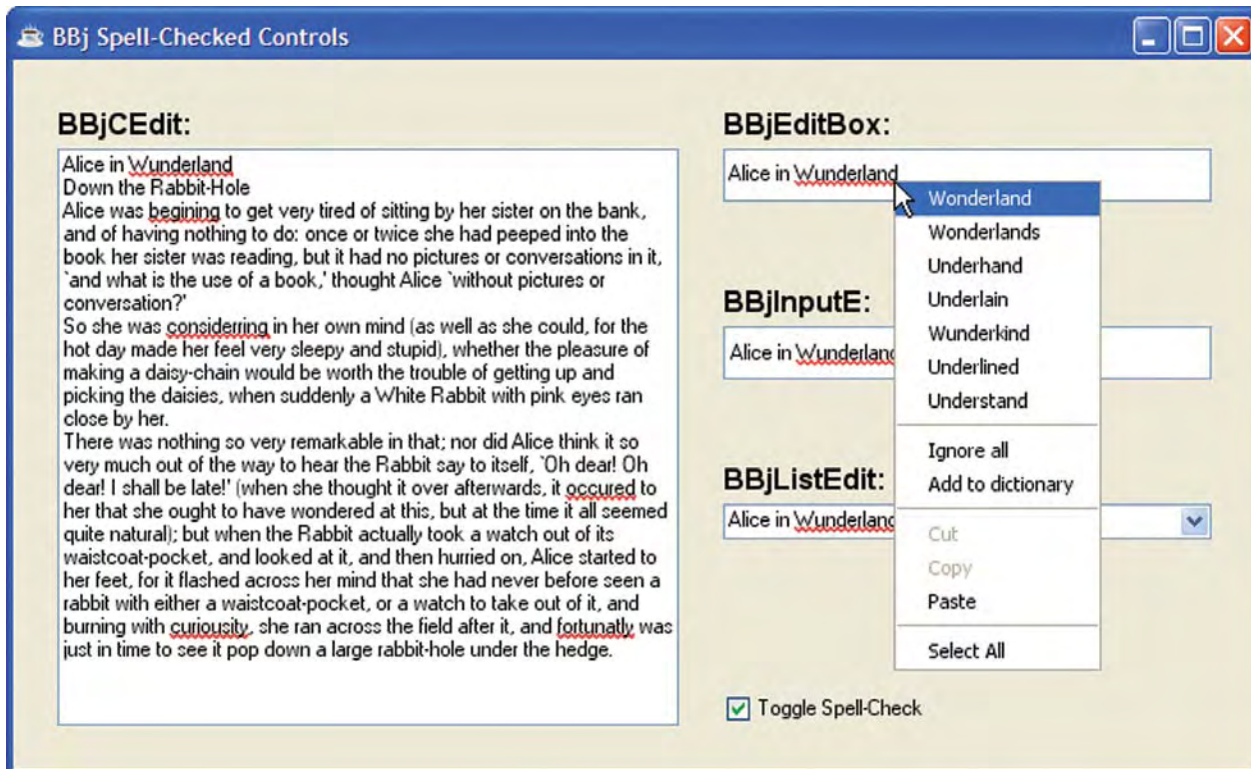 BBj Spell-Checked Controls
BBjCEdit:
Alice in Wunderland
Down the Rabbit-Hole
Alice was begining to get very tired of sitting by her sister on the bank,
and of having nothing to do: once or twice she had peeped into the
book her sister was reading, but it had no pictures or conversations in it,
`and what is the use of a book,' thought Alice `without pictures or
conversation?'
So she was considerring in her own mind (as well as she could, for the
hot day made her feel very sleepy and stupid), whether the pleasure of
making a daisy-chain would be worth the trouble of getting up and
picking the daisies, when suddenly a White Rabbit with pink eyes ran
close by her.
There was nothing so very remarkable in that; nor did Alice think it so
very much out of the way to hear the Rabbit say to itself, `Oh dear! Oh
dear! I shall be late!' (when she thought it over afterwards, it occured to
her that she ought to have wondered at this, but at the time it all seemed
quite natural); but when the Rabbit actually took a watch out of its
waistcoat-pocket, and looked at it, and then hurried on, Alice started to
her feet, for it flashed across her mind that she had never before seen a
rabbit with either a waistcoat-pocket, or a watch to take out of it, and
burning with curiousity, she ran across the field after it, and fortunatly was
just in time to see it pop down a large rabbit-hole under the hedge.
BBjEditBox:
Alice in Wunderland
Wonderland
Wonderlands
Underhand
Underlain
Wunderkind
Underlined
Understand
Ignore all
Add to dictionary
Cut
Copy
Paste
Select All
BBjInputE:
Alice in Wunderland
BBjListEdit:
Alice in Wunderland
Toggle Spell-Check